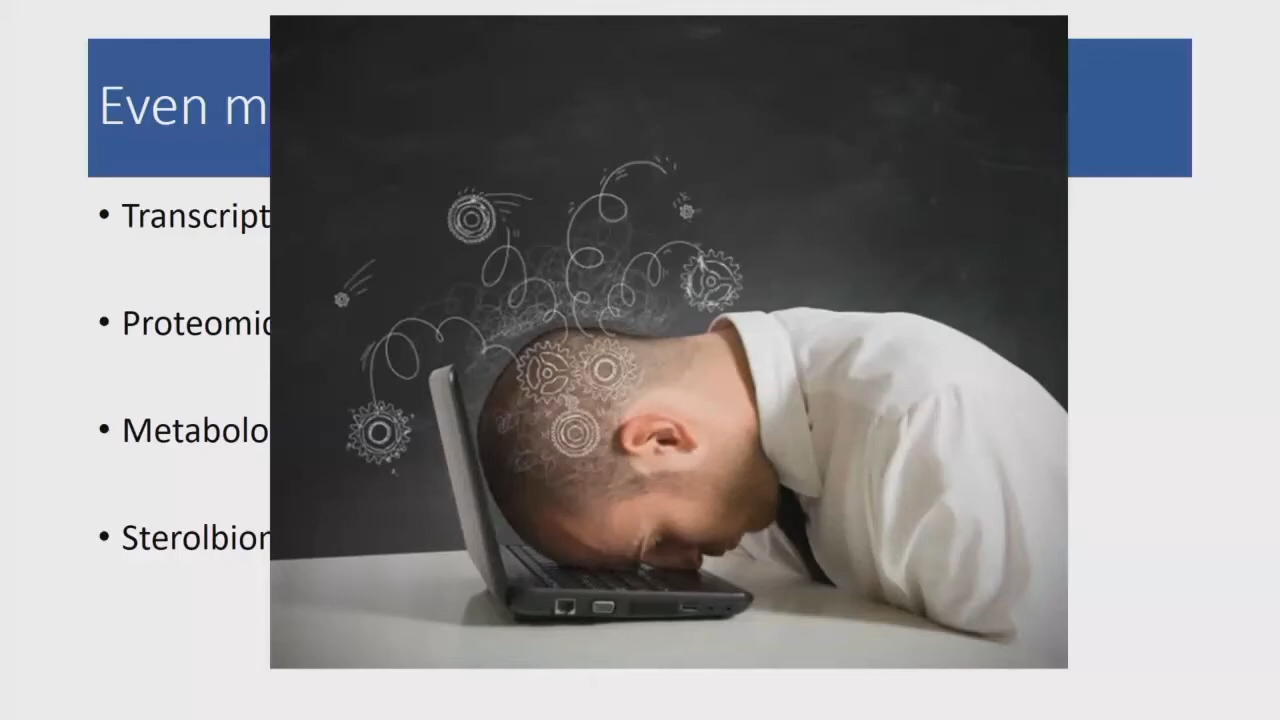 Even m
• Transcript
• Proteomic
• Metabolo
• Sterolbion